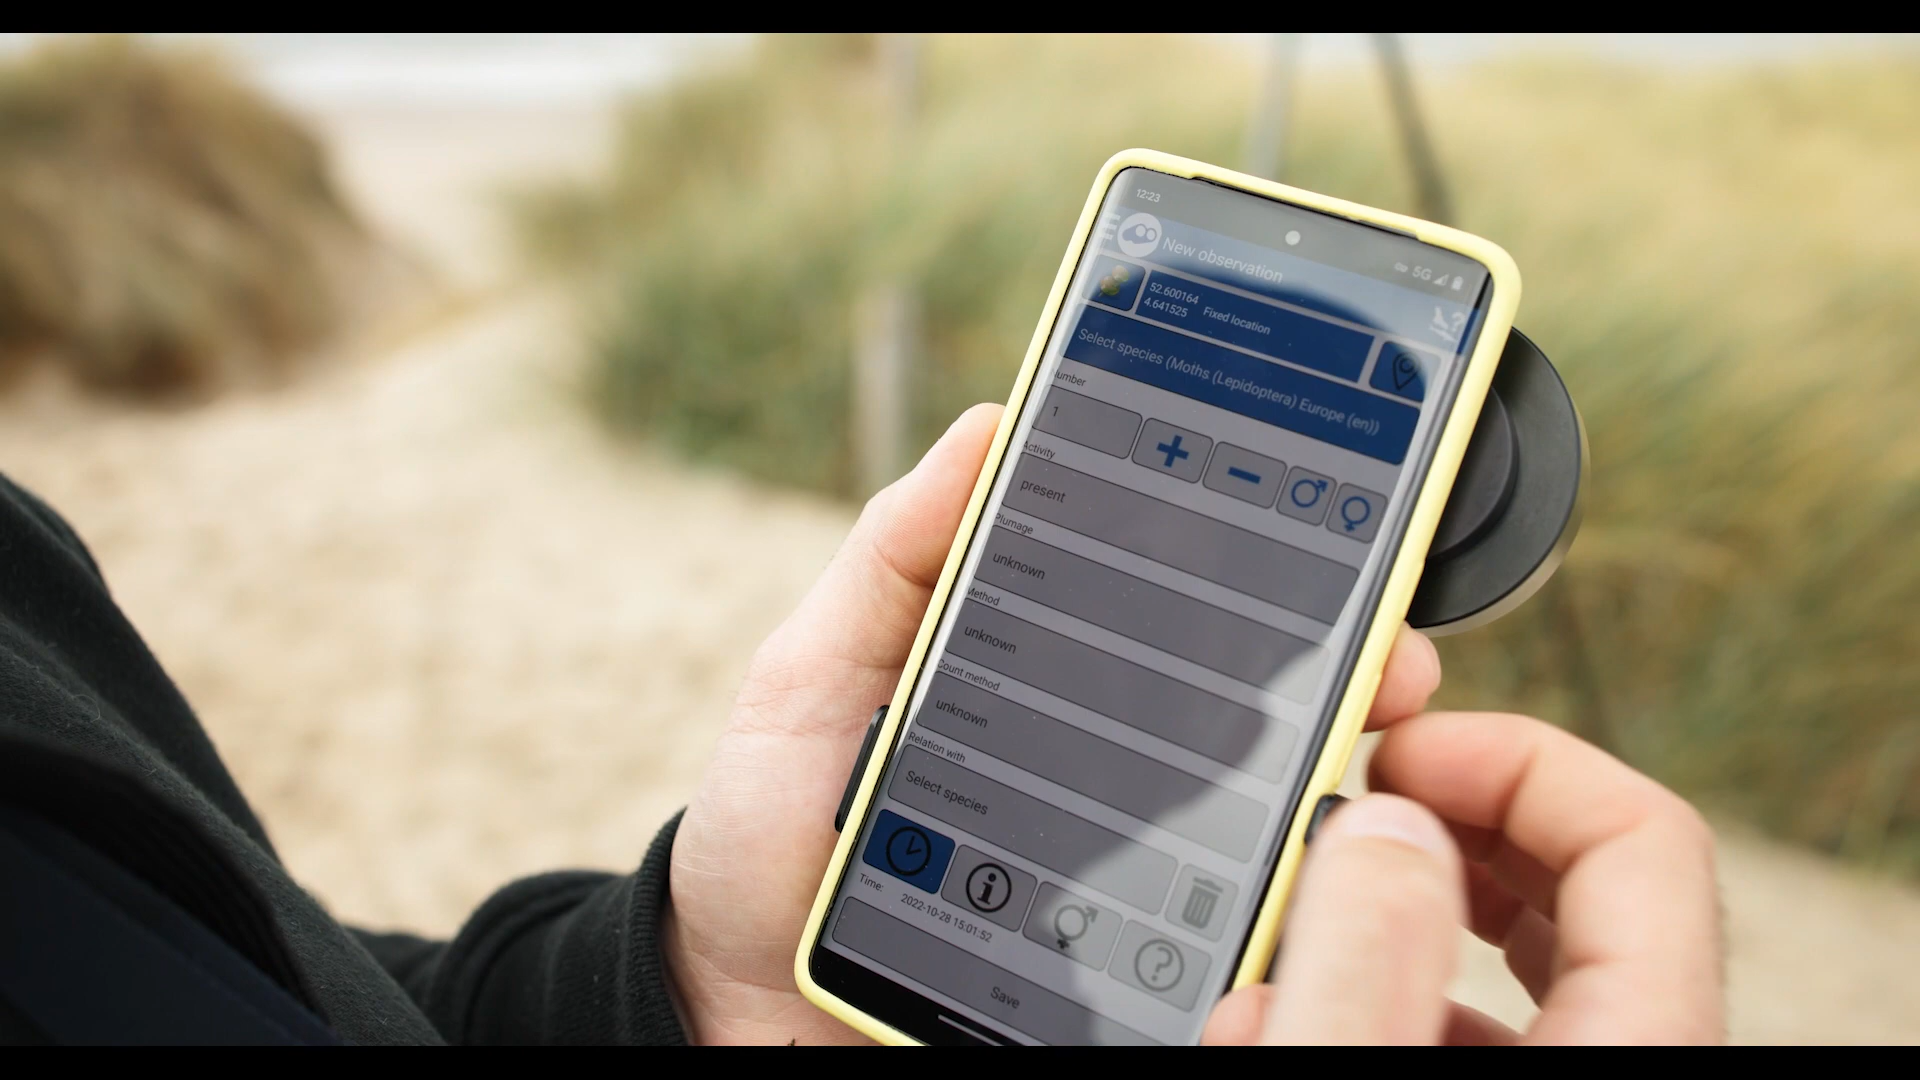 12:23
5G
New observation
52.600164
4.641525
Fixed location
Select species (Moths (Lepidoptera) Europe (en))
umber
1
Activity
present
Plumage
unknown
Method
unknown
Count method
unknown
Relation with
Select species
Time:
2022-10-28 15:01:52
Save